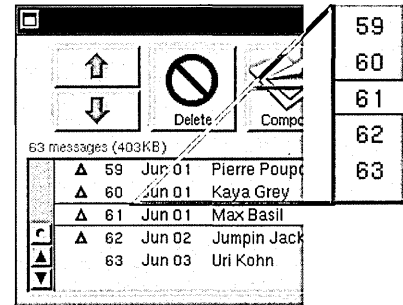 Delete
Compo
63 messages (403KB)
59 Jun 01 Pierre Poupo
60 Jun 01 Kaya Grey
61 Jun 01 Max Basil
62 Jun 02 Jumpin Jack
63 Jun 03 Uri Kohn
59
60
61
62
63